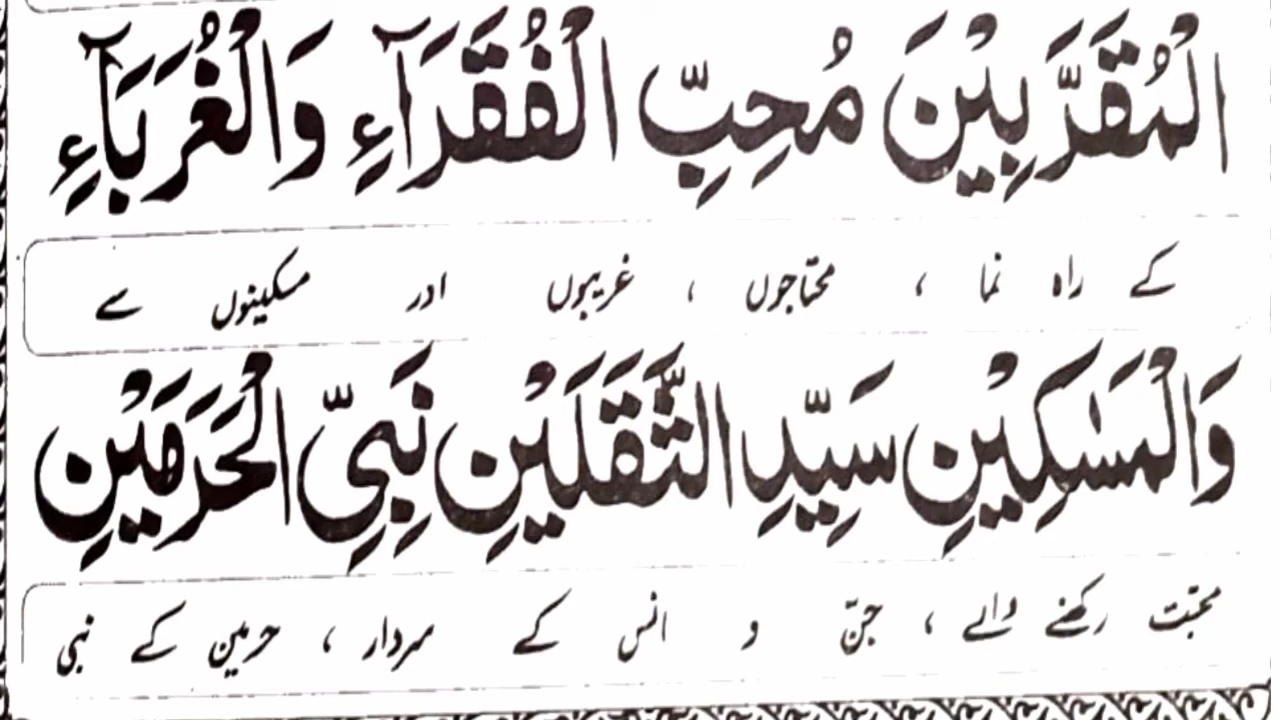 الْمُقَرَّبِيْنَ مُحِبِّ الْفُقَرَآءِ وَالْغُرَبَآءِ
کے راہ نما ، محتاجوں ، غریبوں اور مسکینوں سے
وَالْمَسٰكِيْنِ سَيِّدِ الثَّقَلَيْنِ نَبِيِّ الْحَرَمَيْنِ
محبّت رکھنے والے ، جنّ و انس کے سردار ، حرمین کے نبی